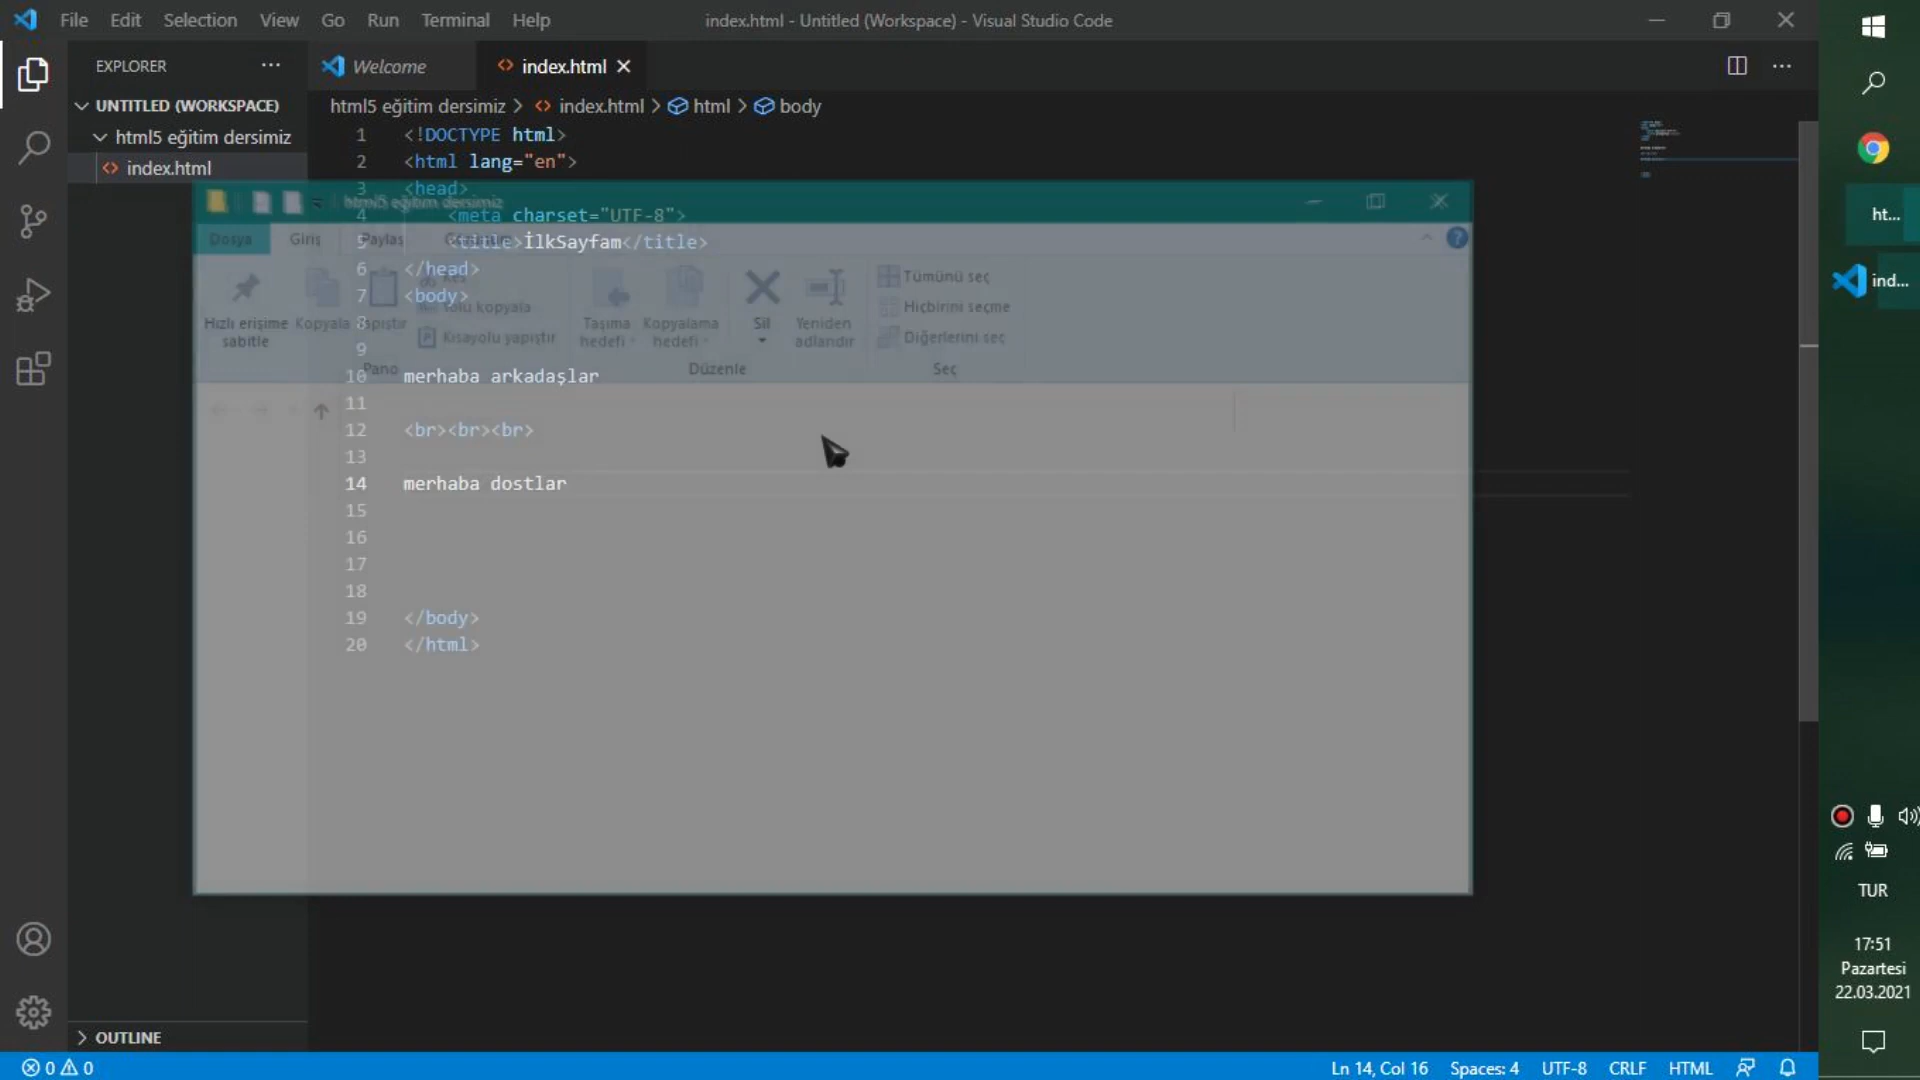 File Edit Selection View Go Run Terminal Help
index.html - Untitled (Workspace) - Visual Studio Code
EXPLORER
Welcome
index.html
UNTITLED (WORKSPACE)
html5 eğitim dersimiz
index.html
html5 eğitim dersimiz > index.html > html > body
1 <!DOCTYPE html>
2 <html lang="en">
3 <head>
4 <meta charset="UTF-8">
5 <title>İlkSayfam</title>
6 </head>
7 <body>
8
9
10 merhaba arkadaşlar
11
12 <br><br><br>
13
14 merhaba dostlar
15
16
17
18
19 </body>
20 </html>
html5 eğitim dersimiz
Dosya Giriş Paylaş
Hızlı erişime sabitle
Kopyala
Yapıştır
Kes
Yolu kopyala
Kısayolu yapıştır
Pano
Taşıma hedefi
Kopyalama hedefi
Sil
Yeniden adlandır
Düzenle
Tümünü seç
Hiçbirini seçme
Diğerlerini seç
Seç
OUTLINE
0 0
Ln 14, Col 16 Spaces: 4 UTF-8 CRLF HTML
ht...
ind...
TUR
17:51
Pazartesi
22.03.2021